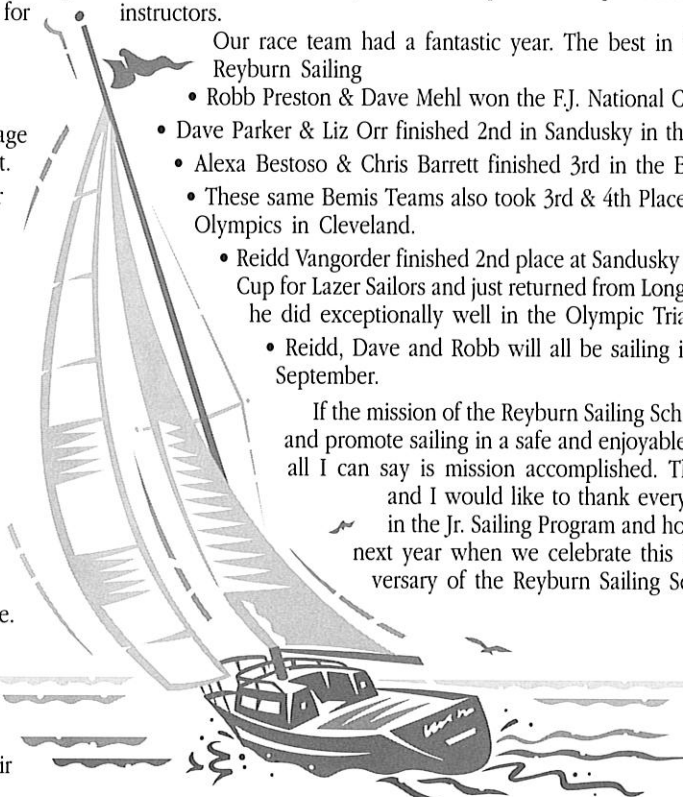 for
age
t.
r
e.
ir
instructors.
Our race team had a fantastic year. The best in
Reyburn Sailing
• Robb Preston & Dave Mehl won the F.J. National C
• Dave Parker & Liz Orr finished 2nd in Sandusky in th
• Alexa Bestoso & Chris Barrett finished 3rd in the B
• These same Bemis Teams also took 3rd & 4th Place
Olympics in Cleveland.
• Reidd Vangorder finished 2nd place at Sandusky
Cup for Lazer Sailors and just returned from Long
he did exceptionally well in the Olympic Tria
• Reidd, Dave and Robb will all be sailing i
September.
If the mission of the Reyburn Sailing Sch
and promote sailing in a safe and enjoyable
all I can say is mission accomplished. Th
and I would like to thank every
in the Jr. Sailing Program and ho
next year when we celebrate this
versary of the Reyburn Sailing Sc